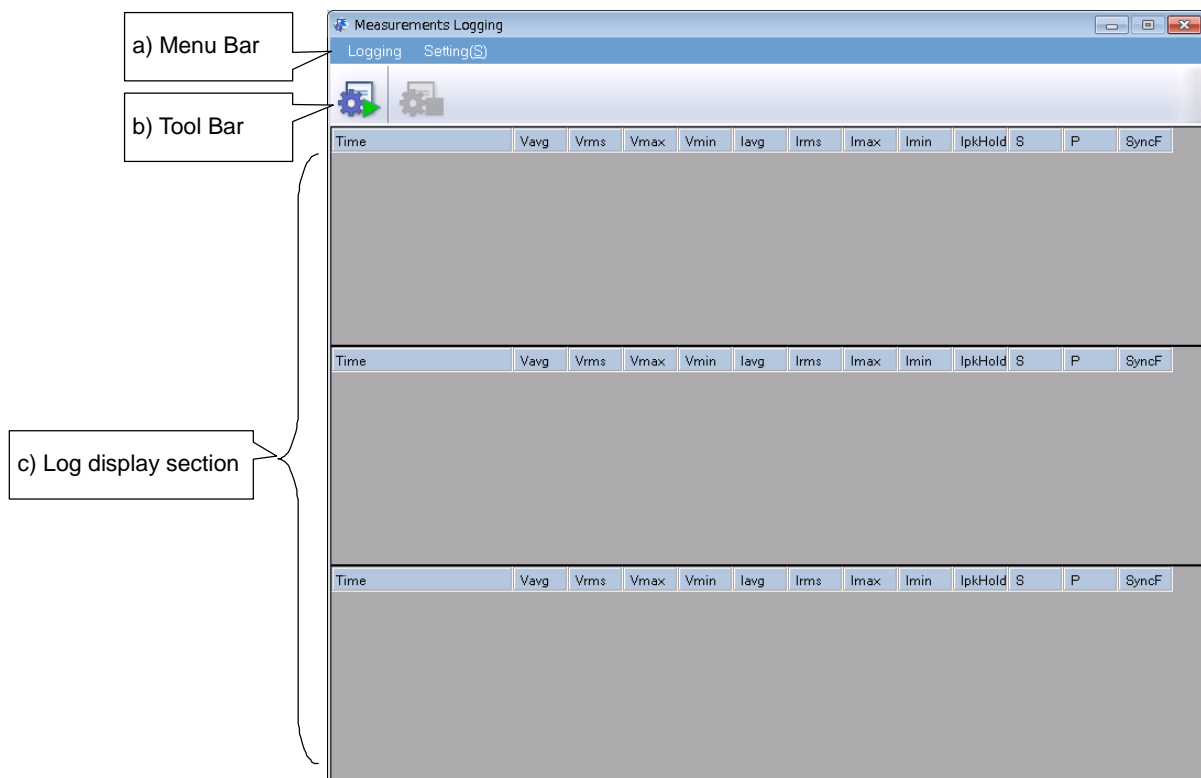 a) Menu Bar
Measurements Logging
Logging Setting(S)
b) Tool Bar
Time Vavg Vrms Vmax Vmin Iavg Irms Imax Imin IpkHold S P SyncF
Time Vavg Vrms Vmax Vmin Iavg Irms Imax Imin IpkHold S P SyncF
c) Log display section
Time Vavg Vrms Vmax Vmin Iavg Irms Imax Imin IpkHold S P SyncF